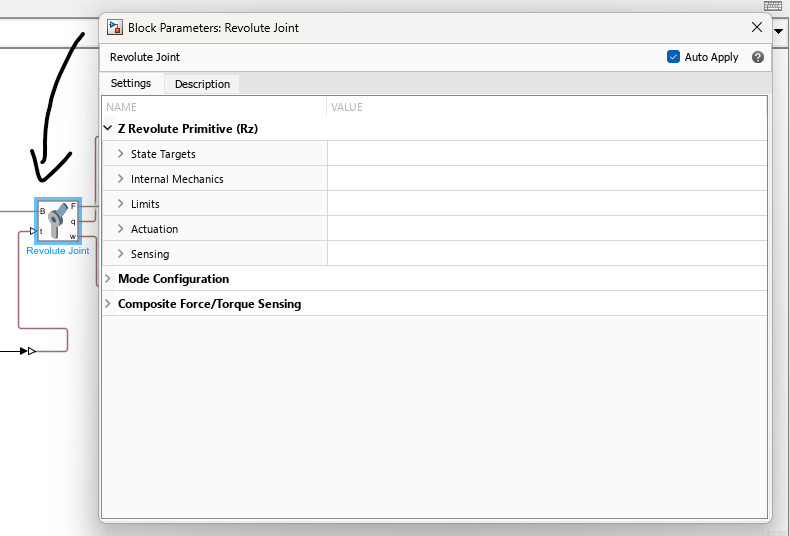 Block Parameters: Revolute Joint
Revolute Joint
Auto Apply
Settings
Description
NAME
VALUE
Z Revolute Primitive (Rz)
State Targets
Internal Mechanics
Limits
Actuation
Sensing
Mode Configuration
Composite Force/Torque Sensing
B
F
q
t
w
Revolute Joint